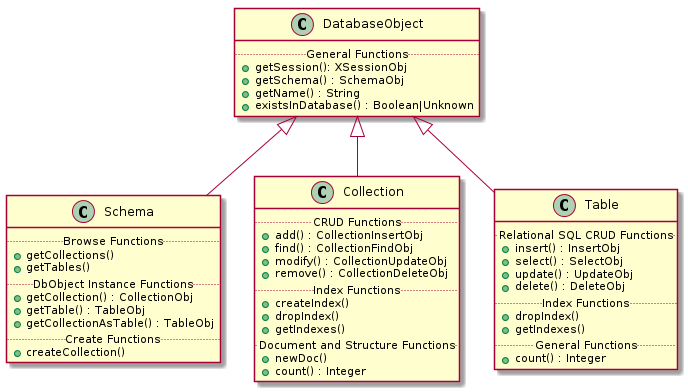 C DatabaseObject
General Functions
getSession(): XSessionObj
getSchema() : SchemaObj
getName() : String
existsInDatabase() : Boolean|Unknown
C Schema
Browse Functions
getCollections()
getTables()
DbObject Instance Functions
getCollection() : CollectionObj
getTable() : TableObj
getCollectionAsTable() : TableObj
Create Functions
createCollection()
C Collection
CRUD Functions
add() : CollectionInsertObj
find() : CollectionFindObj
modify() : CollectionUpdateObj
remove() : CollectionDeleteObj
Index Functions
createIndex()
dropIndex()
getIndexes()
Document and Structure Functions
newDoc()
count() : Integer
C Table
Relational SQL CRUD Functions
insert() : InsertObj
select() : SelectObj
update() : UpdateObj
delete() : DeleteObj
Index Functions
dropIndex()
getIndexes()
General Functions
count() : Integer